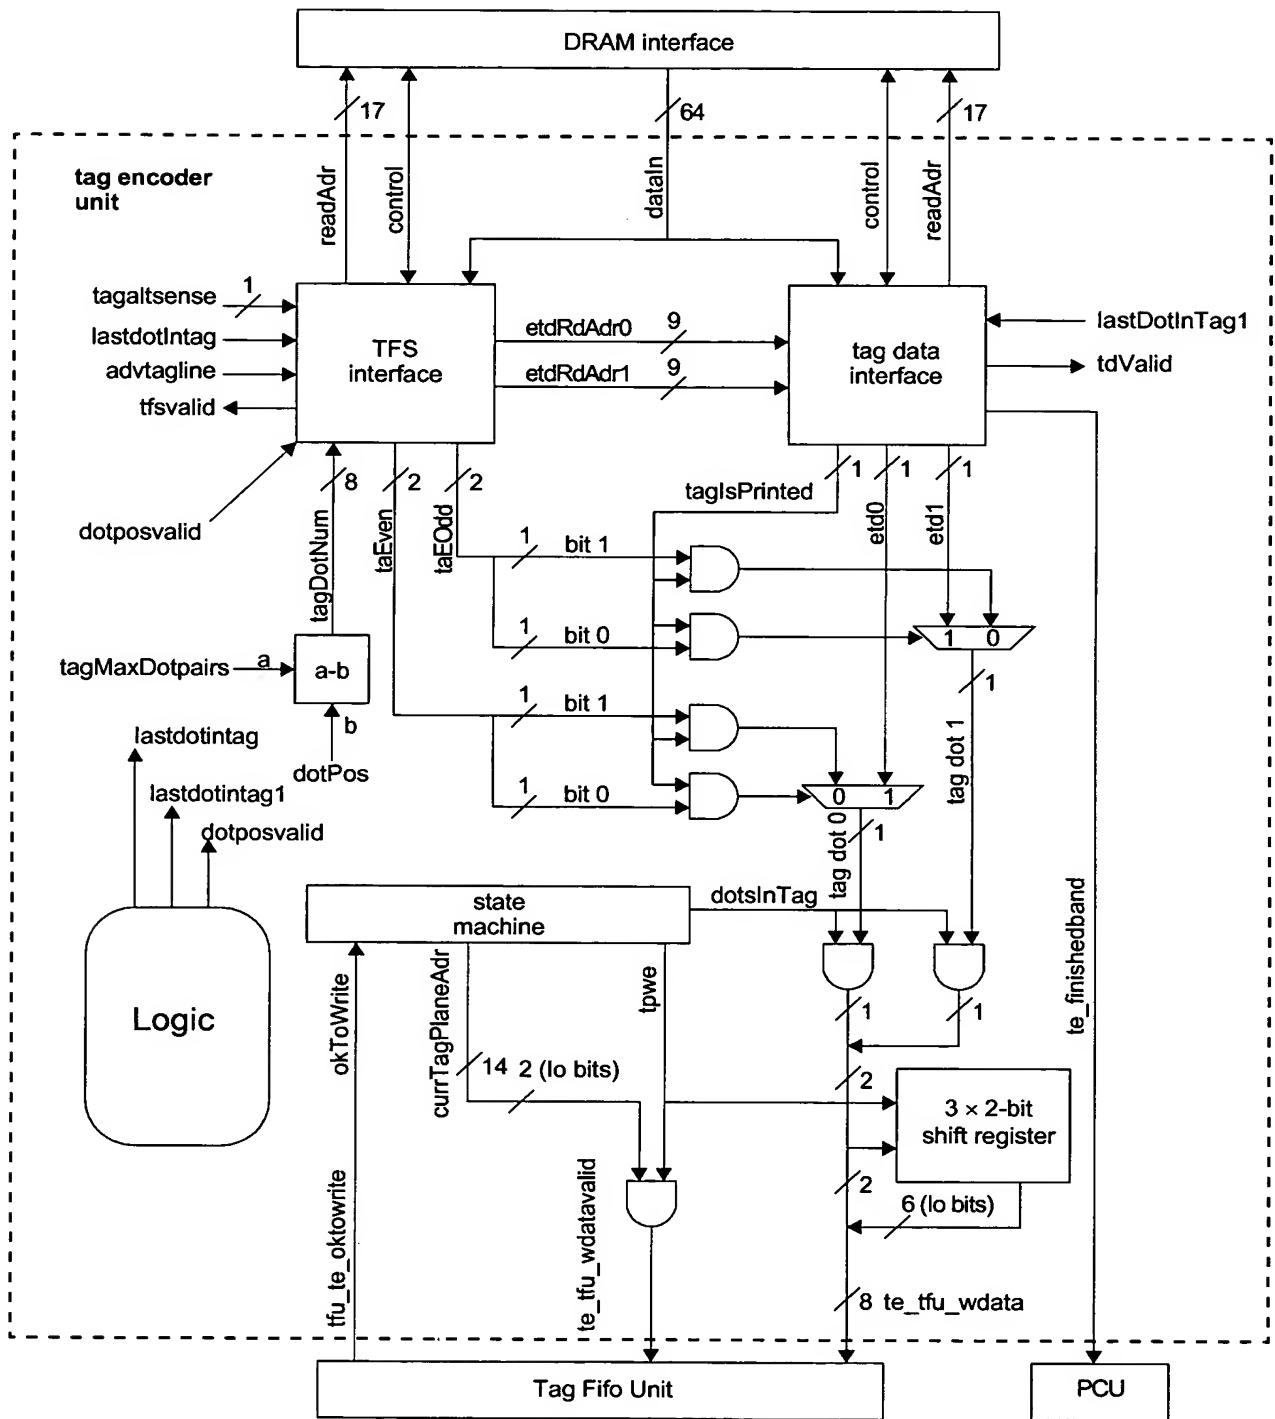 DRAM interface
17
64
17
tag encoder
unit
readAdr
control
dataIn
control
readAdr
tagaltsense
1
lastdotIntag
advtagline
tfsvalid
dotposvalid
TFS
interface
etdRdAdr0
9
etdRdAdr1
9
tag data
interface
lastDotInTag1
tdValid
8
2
2
tagIsPrinted
1
1
1
tagDotNum
taEven
taEOdd
etd0
etd1
1
bit 1
1
bit 0
1 0
tagMaxDotpairs
a
a-b
b
dotPos
1
1
bit 1
1
bit 0
0 1
1
tag dot 1
tag dot 0
lastdotintag
lastdotintag1
dotposvalid
Logic
state
machine
dotsInTag
okToWrite
currTagPlaneAdr
tpwe
te_finishedband
1
1
14
2 (lo bits)
2
3 × 2-bit
shift register
2
6 (lo bits)
tfu_te_oktowrite
te_tfu_wdatavalid
8
te_tfu_wdata
Tag Fifo Unit
PCU